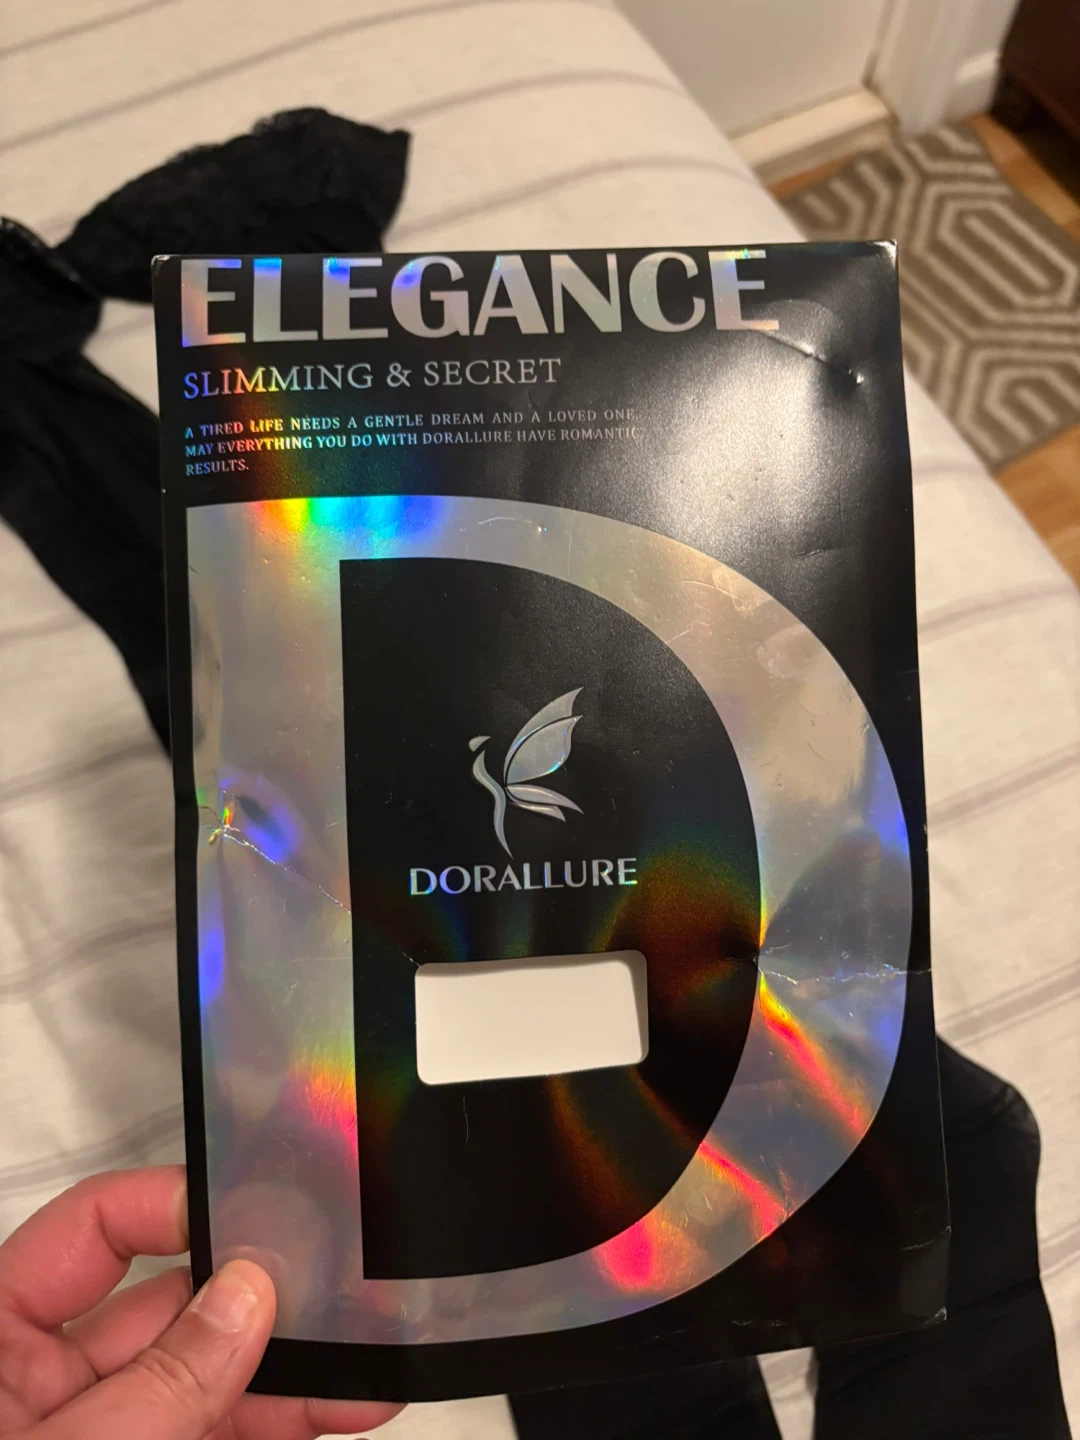 ELEGANCE
SLIMMING & SECRET
A TIRED LIFE NEEDS A GENTLE DREAM AND A LOVED ONE.
MAY EVERYTHING YOU DO WITH DORALLURE HAVE ROMANTIC
RESULTS.
D
DORALLURE